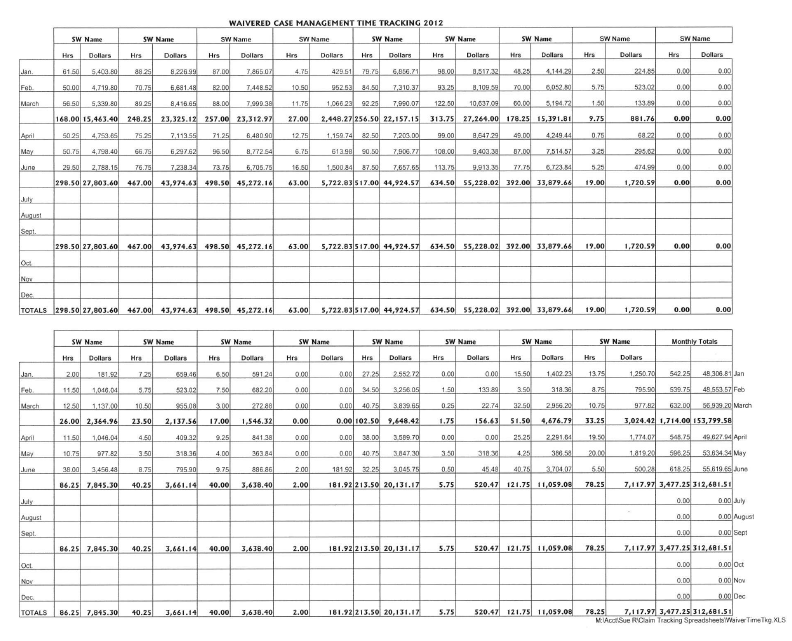 WAIVERED CASE MANAGEMENT TIME TRACKING 2012
SW Name SW Name SW Name SW Name SW Name SW Name SW Name SW Name SW Name
Hrs Dollars Hrs Dollars Hrs Dollars Hrs Dollars Hrs Dollars Hrs Dollars Hrs Dollars Hrs Dollars Hrs Dollars
Jan. 61.50 5,403.80 88.25 8,226.99 87.00 7,865.07 4.75 429.51 79.75 6,856.71 98.00 8,517.32 48.25 4,144.29 2.50 224.85 0.00 0.00
Feb. 50.00 4,719.80 70.75 6,681.48 82.00 7,448.52 10.50 952.53 84.50 7,310.37 93.25 8,109.59 70.00 6,052.80 5.75 523.02 0.00 0.00
March 56.50 5,339.80 89.25 8,416.65 88.00 7,999.38 11.75 1,066.23 92.25 7,990.07 122.50 10,637.09 60.00 5,194.72 1.50 133.89 0.00 0.00
168.00 15,463.40 248.25 23,325.12 257.00 23,312.97 27.00 2,448.27 256.50 22,157.15 313.75 27,264.00 178.25 15,391.81 9.75 881.76 0.00 0.00
April 50.25 4,753.65 75.25 7,113.55 71.25 6,480.90 12.75 1,159.74 82.50 7,203.00 99.00 8,647.29 49.00 4,249.44 0.75 68.22 0.00 0.00
May 50.75 4,798.40 66.75 6,297.62 96.50 8,772.54 6.75 613.98 90.50 7,906.77 108.00 9,403.38 87.00 7,514.57 3.25 295.62 0.00 0.00
June 29.50 2,788.15 76.75 7,238.34 73.75 6,705.75 16.50 1,500.84 87.50 7,657.65 113.75 9,913.35 77.75 6,723.84 5.25 474.99 0.00 0.00
298.50 27,803.60 467.00 43,974.63 498.50 45,272.16 63.00 5,722.83 517.00 44,924.57 634.50 55,228.02 392.00 33,879.66 19.00 1,720.59 0.00 0.00
July
August
Sept.
298.50 27,803.60 467.00 43,974.63 498.50 45,272.16 63.00 5,722.83 517.00 44,924.57 634.50 55,228.02 392.00 33,879.66 19.00 1,720.59 0.00 0.00
Oct.
Nov
Dec.
TOTALS 298.50 27,803.60 467.00 43,974.63 498.50 45,272.16 63.00 5,722.83 517.00 44,924.57 634.50 55,228.02 392.00 33,879.66 19.00 1,720.59 0.00 0.00
SW Name SW Name SW Name SW Name SW Name SW Name SW Name SW Name Monthly Totals
Hrs Dollars Hrs Dollars Hrs Dollars Hrs Dollars Hrs Dollars Hrs Dollars Hrs Dollars Hrs Dollars
Jan. 2.00 181.92 7.25 659.46 6.50 591.24 0.00 0.00 27.25 2,552.72 0.00 0.00 15.50 1,402.23 13.75 1,250.70 542.25 48,306.81 Jan
Feb. 11.50 1,046.04 5.75 523.02 7.50 682.20 0.00 0.00 34.50 3,256.05 1.50 133.89 3.50 318.36 8.75 795.90 539.75 48,553.57 Feb
March 12.50 1,137.00 10.50 955.08 3.00 272.88 0.00 0.00 40.75 3,839.65 0.25 22.74 32.50 2,956.20 10.75 977.82 632.00 56,939.20 March
26.00 2,364.96 23.50 2,137.56 17.00 1,546.32 0.00 0.00 102.50 9,648.42 1.75 156.63 51.50 4,676.79 33.25 3,024.42 1,714.00 153,799.58
April 11.50 1,046.04 4.50 409.32 9.25 841.38 0.00 0.00 38.00 3,589.70 0.00 0.00 25.25 2,291.64 19.50 1,774.07 548.75 49,627.94 April
May 10.75 977.82 3.50 318.36 4.00 363.84 0.00 0.00 40.75 3,847.30 3.50 318.36 4.25 386.58 20.00 1,819.20 596.25 53,634.34 May
June 38.00 3,456.48 8.75 795.90 9.75 886.86 2.00 181.92 32.25 3,045.75 0.50 45.48 40.75 3,704.07 5.50 500.28 618.25 55,619.65 June
86.25 7,845.30 40.25 3,661.14 40.00 3,638.40 2.00 181.92 213.50 20,131.17 5.75 520.47 121.75 11,059.08 78.25 7,117.97 3,477.25 312,681.51
July 0.00 0.00 July
August 0.00 0.00 August
Sept. 0.00 0.00 Sept
86.25 7,845.30 40.25 3,661.14 40.00 3,638.40 2.00 181.92 213.50 20,131.17 5.75 520.47 121.75 11,059.08 78.25 7,117.97 3,477.25 312,681.51
Oct. 0.00 0.00 Oct
Nov 0.00 0.00 Nov
Dec. 0.00 0.00 Dec
TOTALS 86.25 7,845.30 40.25 3,661.14 40.00 3,638.40 2.00 181.92 213.50 20,131.17 5.75 520.47 121.75 11,059.08 78.25 7,117.97 3,477.25 312,681.51
M:\Acct\Sue R\Claim Tracking Spreadsheets\WaiverTimeTkg.XLS